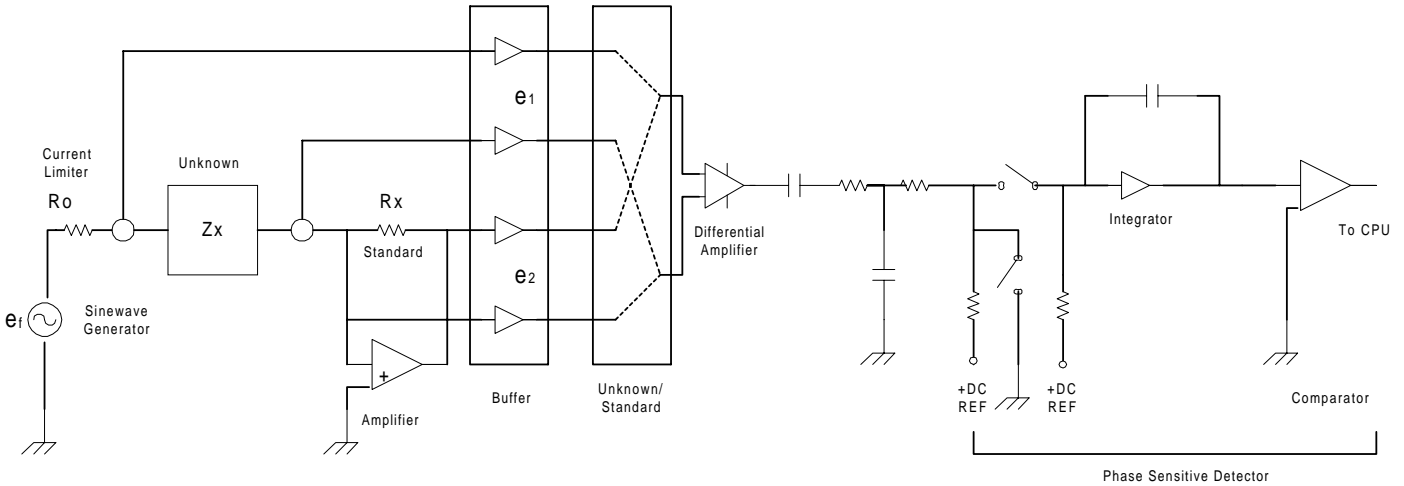 e1
Current
Limiter
Unknown
Ro
Zx
Rx
Standard
Differential
Amplifier
Integrator
To CPU
e2
ef
Sinewave
Generator
+
Amplifier
Buffer
Unknown/
Standard
+DC
REF
+DC
REF
Comparator
Phase Sensitive Detector